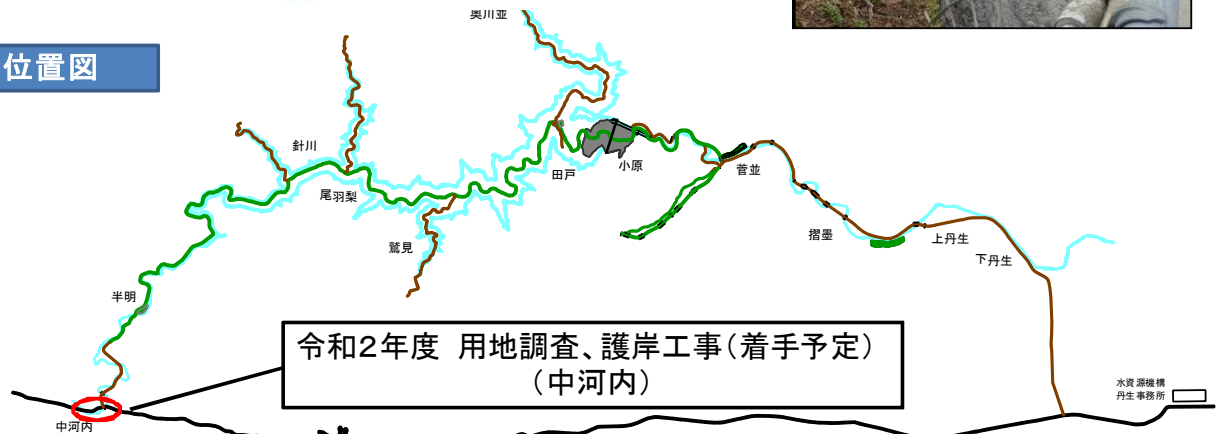 奥川並
位置図
針川
尾羽梨
田戸
小原
菅並
鷲見
摺墨
上丹生
下丹生
半明
令和2年度 用地調査、護岸工事(着手予定)
(中河内)
水資源機構
丹生事務所
中河内